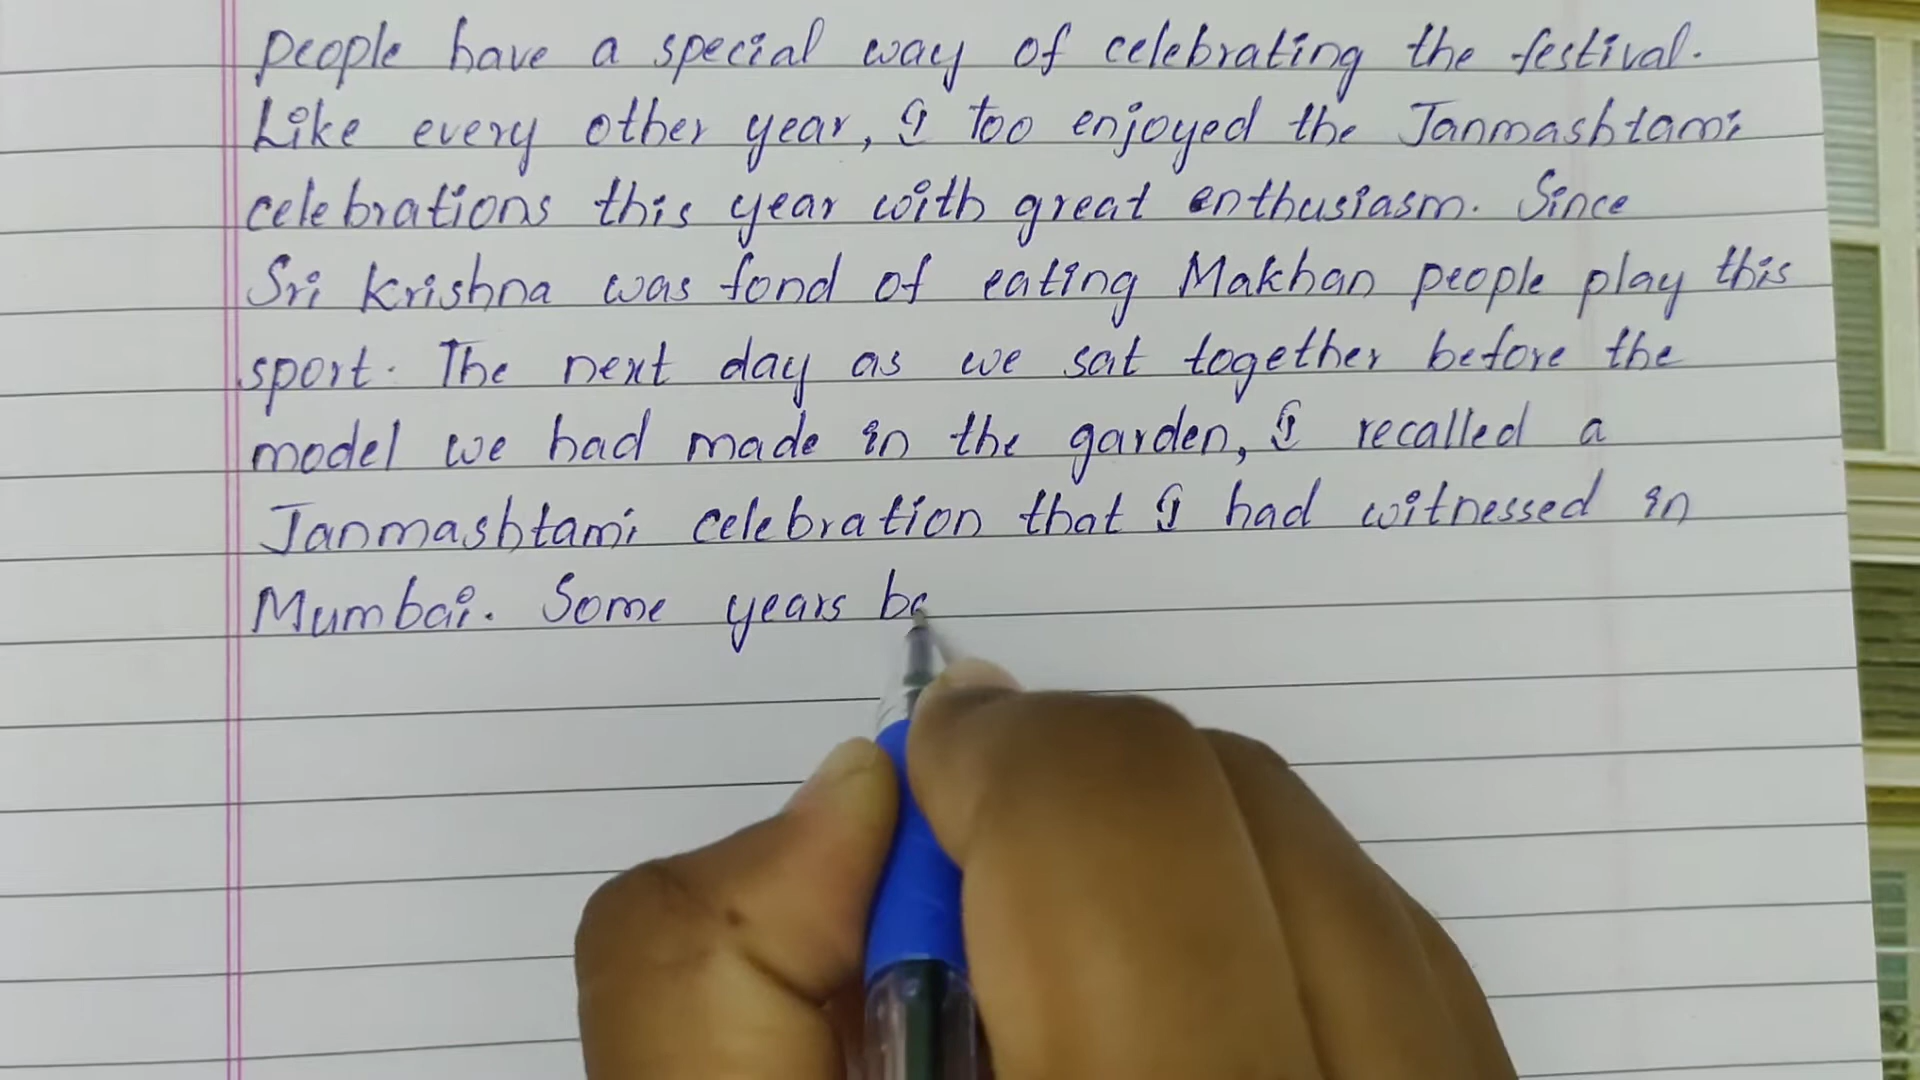 people have a special way of celebrating the festival.
Like every other year, I too enjoyed the Janmashtami
celebrations this year with great enthusiasm. Since
Sri Krishna was fond of eating Makhan people play this
sport. The next day as we sat together before the
model we had made in the garden, I recalled a
Janmashtami celebration that I had witnessed in
Mumbai. Some years